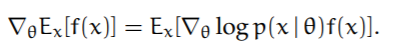 ∇θEx[f(x)] = Ex[∇θ log p(x | θ)f(x)].